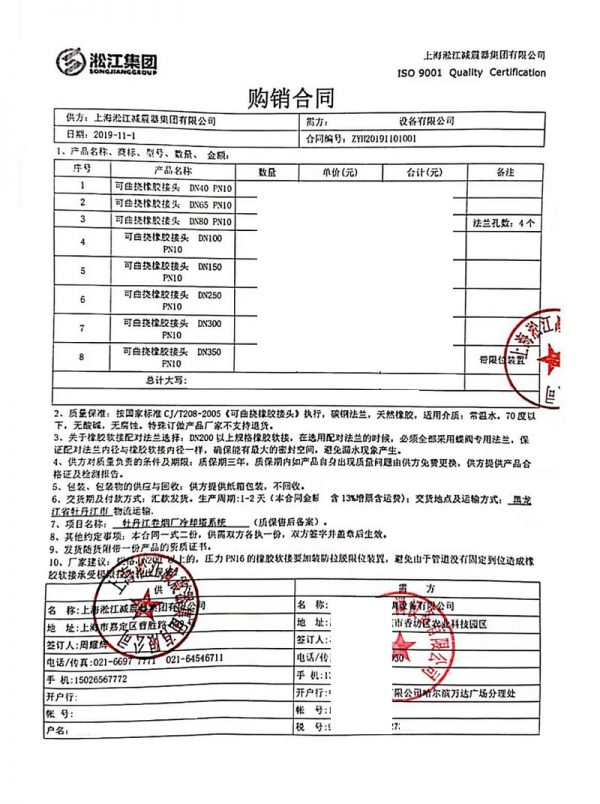 淞江集团
SONGJIANGGROUP
上海淞江减震器集团有限公司
ISO 9001 Quality Certification
购销合同
供方：上海淞江减震器集团有限公司 需方： 设备有限公司
日期：2019-11-1 合同编号：ZYH20191101001
1、产品名称、商标、型号、数量、金额：
序号 产品名称 数量 单价(元) 合计(元) 备注
1 可曲挠橡胶接头 DN40 PN10
2 可曲挠橡胶接头 DN65 PN10
3 可曲挠橡胶接头 DN80 PN10 法兰孔数：4个
4 可曲挠橡胶接头 DN100
PN10
5 可曲挠橡胶接头 DN150
PN10
6 可曲挠橡胶接头 DN250
PN10
7 可曲挠橡胶接头 DN300
PN10
8 可曲挠橡胶接头 DN350
PN10 带限位装置
总计大写：
2、质量保准：按国家标准CJ/T208-2005《可曲挠橡胶接头》执行，碳钢法兰，天然橡胶，适用介质：常温水，70度以
下，无酸碱，无腐蚀。特殊订做产品厂家不支持退货。
3、关于橡胶软接配对法兰选择：DN200以上规格橡胶软接，在选用配对法兰的时候，必须全部采用蝶阀专用法兰，保
证配对法兰内径与橡胶软接内径一样，确保能有最大的密封空间，避免漏水现象产生。
4、供方对质量负责的条件及期限：质保期三年，质保期内如产品自身出现质量问题由供方免费更换，供方提供产品合
格证及检测报告。
5、包装、包装物的供应与回收：供方提供纸箱包装，不回收。
6、交货期及付款方式：汇款发货。生产周期：1-2天（本合同金额 含13%增票含运费）；交货地点及运输方式：黑龙
江省牡丹江市 物流运输.
7、项目名称：牡丹江卷烟厂冷却塔系统 （质保售后备案）。
8、其他约定事项：本合同一式二份，供需双方各执一份，双方签字并盖章后生效。
9、发货随货附带一份产品的资质证书。
10、厂家建议： DN200以上的，压力PN16的橡胶软接要加装防拉脱限位装置，避免由于管道没有固定到位造成橡
胶软接承受极限
供 方 需 方
名 称：上海淞江减震器集团有限公司 名 称： 设备有限公司
地 址：上海市嘉定区曹胜路 地 址： 市香坊区农业科技园区
签订人：周耀辉 签订人：
电话/传真：021-6697 7771 021-64546711 电话/传真： 030
手 机：15026567772 手 机：13
开户行： 开户行：中 有限公司哈尔滨万达广场分理处
帐 号： 帐 号：
户名： 税 号： 27